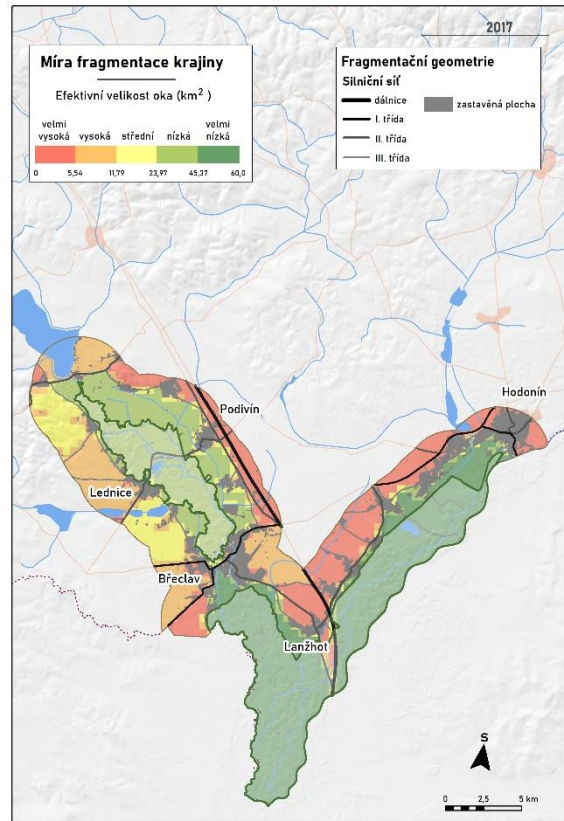 2017
Míra fragmentace krajiny
Efektivní velikost oka (km²)
velmi vysoká
vysoká
střední
nízká
velmi nízká
0
5,54
11,79
23,97
45,37
60,0
Fragmentační geometrie
Silniční síť
dálnice
I. třída
II. třída
III. třída
zastavěná plocha
Hodonín
Podivín
Lednice
Břeclav
Lanžhot
S
0 2,5 5 km